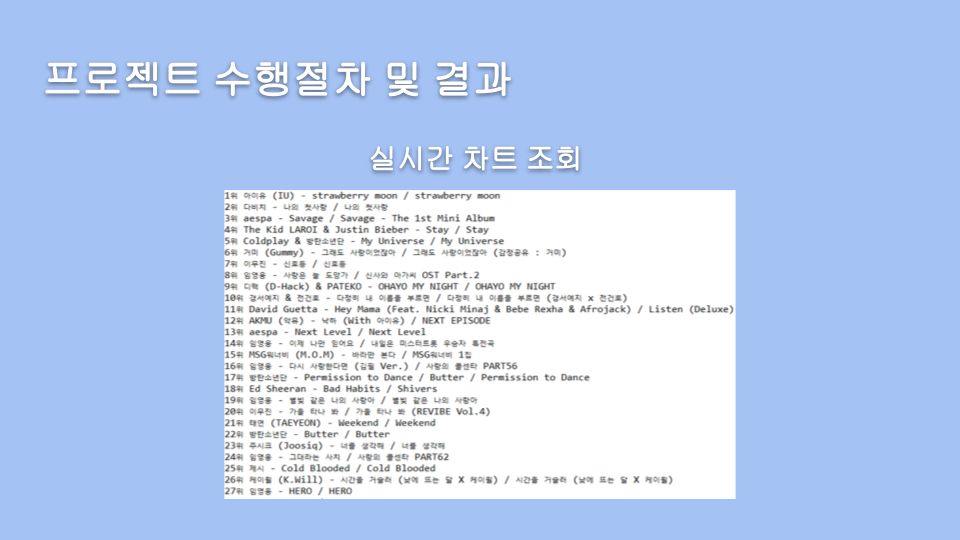 프로젝트 수행절차 및 결과
실시간 차트 조회
1위 아이유 (IU) - strawberry moon / strawberry moon
2위 다비치 - 나의 첫사랑 / 나의 첫사랑
3위 aespa - Savage / Savage - The 1st Mini Album
4위 The Kid LAROI & Justin Bieber - Stay / Stay
5위 Coldplay & 방탄소년단 - My Universe / My Universe
6위 거미 (Gummy) - 그래도 사랑이었잖아 / 그래도 사랑이었잖아 (감정공유 : 거미)
7위 이무진 - 신호등 / 신호등
8위 임영웅 - 사랑은 늘 도망가 / 신사와 아가씨 OST Part.2
9위 디핵 (D-Hack) & PATEKO - OHAYO MY NIGHT / OHAYO MY NIGHT
10위 경서예지 & 전건호 - 다정히 내 이름을 부르면 / 다정히 내 이름을 부르면 (경서예지 x 전건호)
11위 David Guetta - Hey Mama (Feat. Nicki Minaj & Bebe Rexha & Afrojack) / Listen (Deluxe)
12위 AKMU (악뮤) - 낙하 (With 아이유) / NEXT EPISODE
13위 aespa - Next Level / Next Level
14위 임영웅 - 이제 나만 믿어요 / 내일은 미스터트롯 우승자 특전곡
15위 MSG워너비 (M.O.M) - 바라만 본다 / MSG워너비 1집
16위 임영웅 - 다시 사랑한다면 (김필 Ver.) / 사랑의 콜센타 PART56
17위 방탄소년단 - Permission to Dance / Butter / Permission to Dance
18위 Ed Sheeran - Bad Habits / Shivers
19위 임영웅 - 별빛 같은 나의 사랑아 / 별빛 같은 나의 사랑아
20위 이무진 - 가을 타나 봐 / 가을 타나 봐 (REVIBE Vol.4)
21위 태연 (TAEYEON) - Weekend / Weekend
22위 방탄소년단 - Butter / Butter
23위 주시크 (Joosiq) - 너를 생각해 / 너를 생각해
24위 임영웅 - 그대라는 사치 / 사랑의 콜센타 PART62
25위 제시 - Cold Blooded / Cold Blooded
26위 케이윌 (K.Will) - 시간을 거슬러 (낮에 뜨는 달 X 케이윌) / 시간을 거슬러 (낮에 뜨는 달 X 케이윌)
27위 임영웅 - HERO / HERO